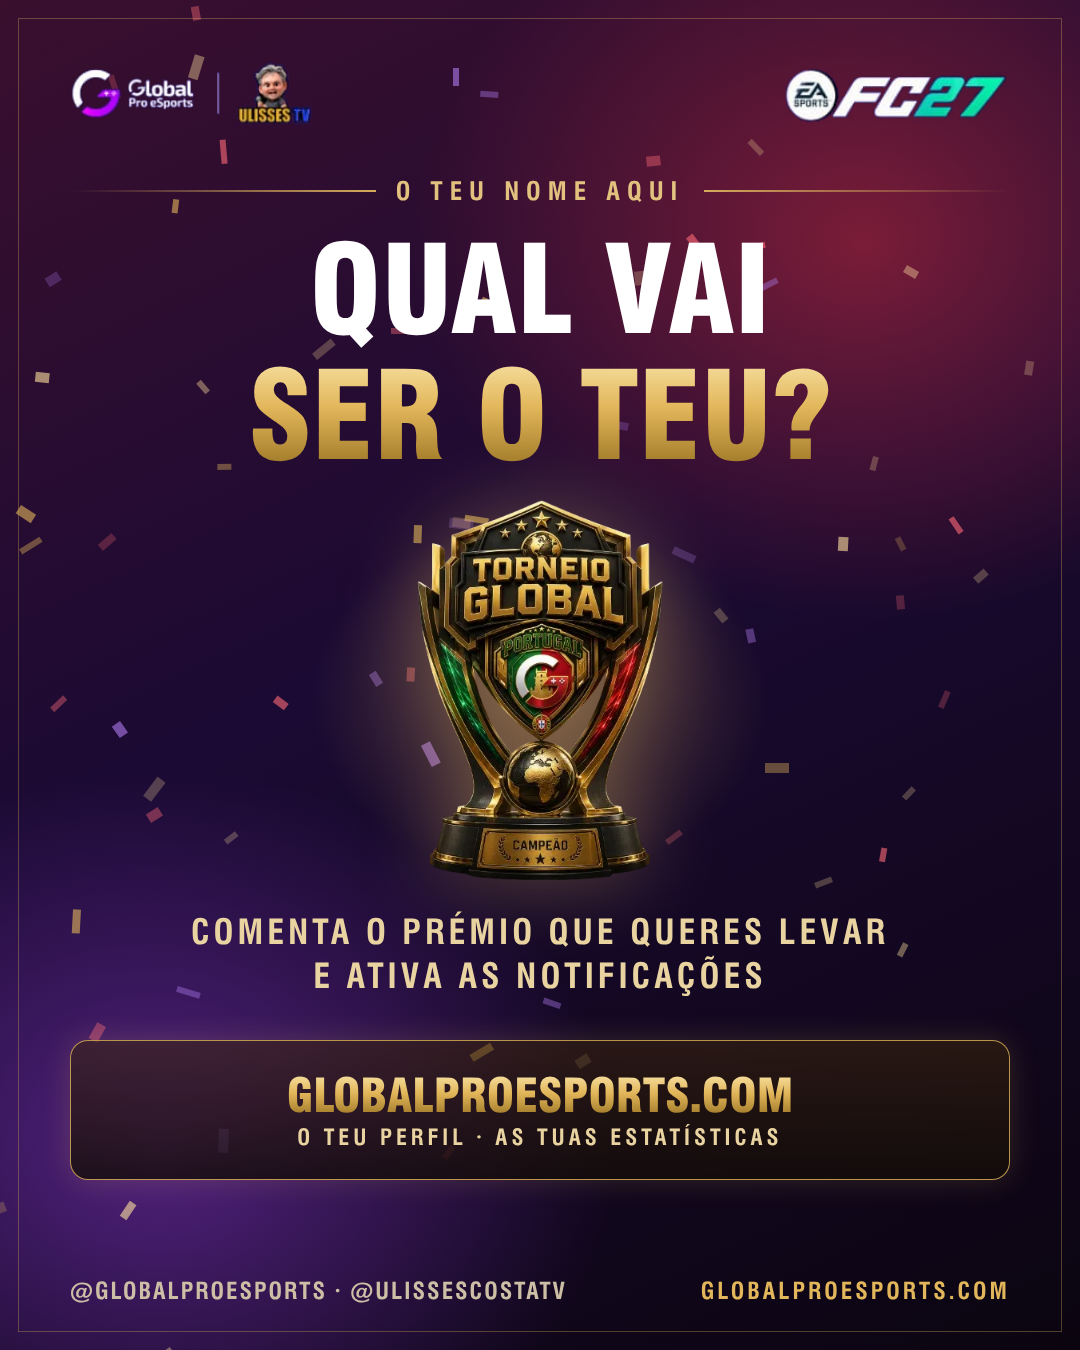 Global
Pro eSports
ULISSES TV
EA
SPORTS
FC27
O TEU NOME AQUI
QUAL VAI
SER O TEU?
TORNEIO
GLOBAL
PORTUGAL
G
CAMPEÃO
COMENTA O PRÉMIO QUE QUERES LEVAR
E ATIVA AS NOTIFICAÇÕES
GLOBALPROESPORTS.COM
O TEU PERFIL · AS TUAS ESTATÍSTICAS
@GLOBALPROESPORTS · @ULISSESCOSTATV
GLOBALPROESPORTS.COM